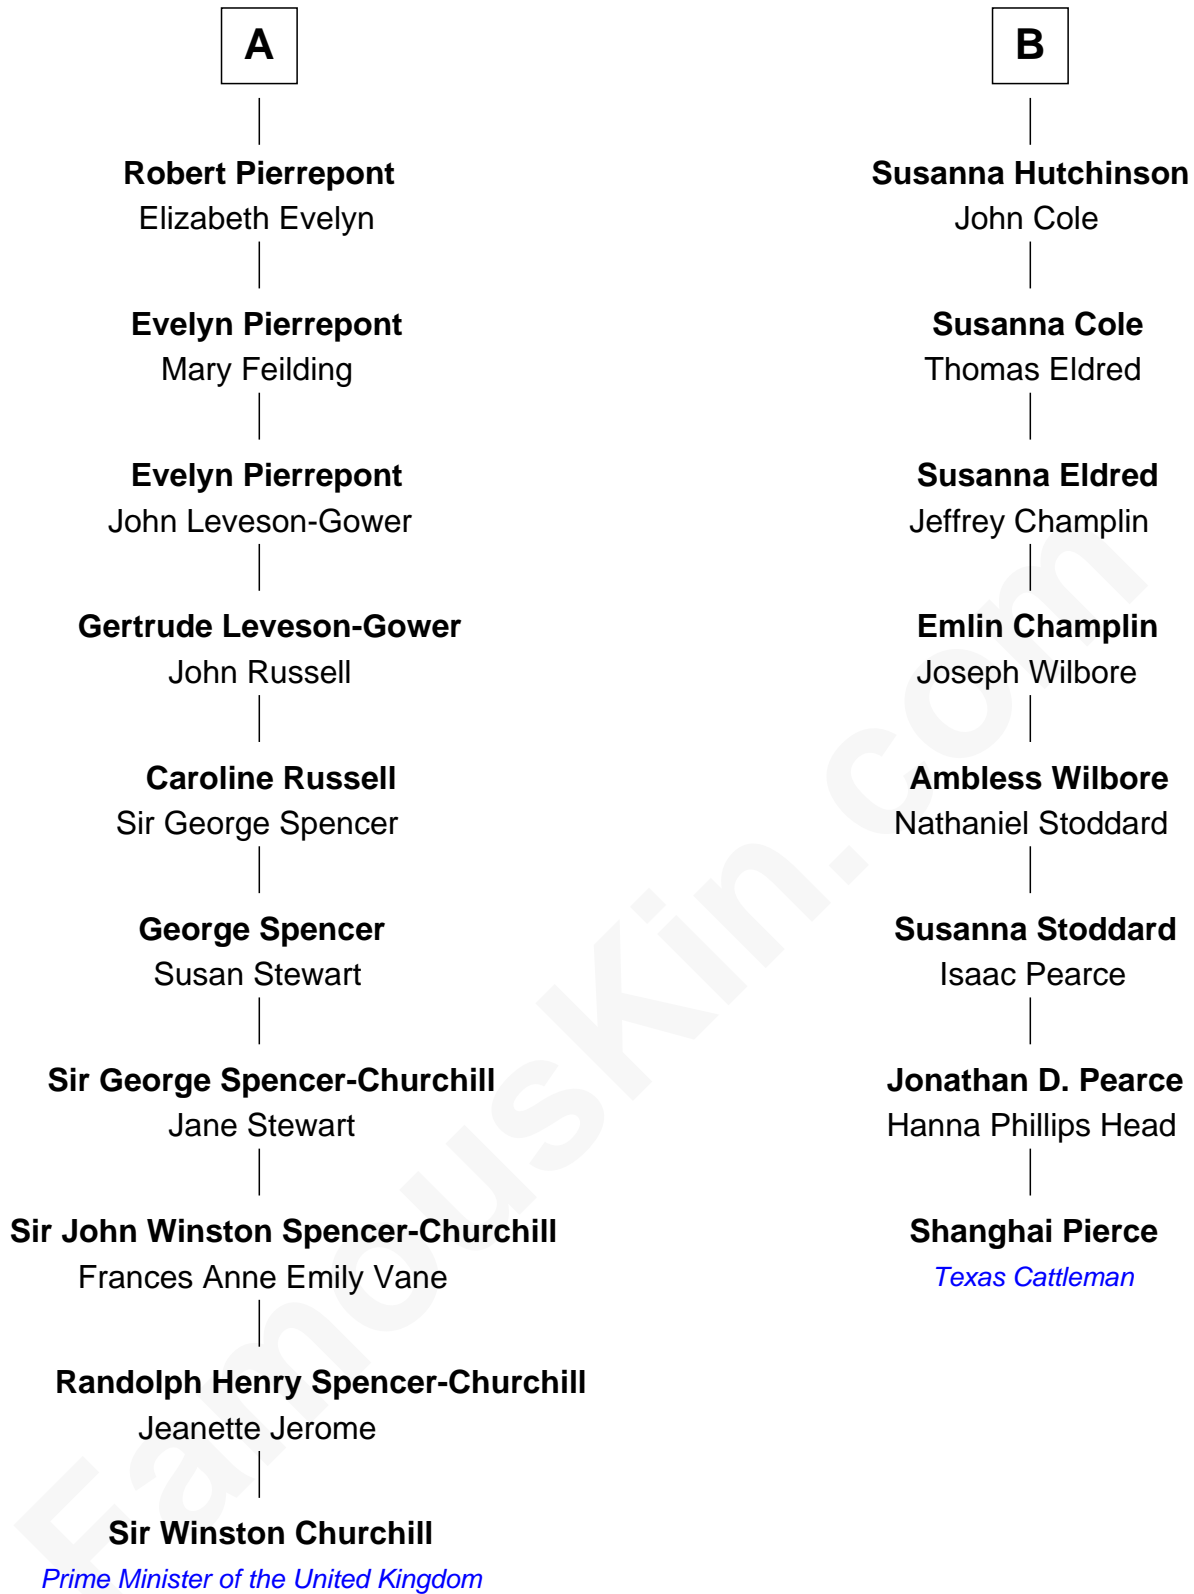 A
Robert Pierrepont
Elizabeth Evelyn
Evelyn Pierrepont
Mary Feilding
Evelyn Pierrepont
John Leveson-Gower
Gertrude Leveson-Gower
John Russell
Caroline Russell
Sir George Spencer
George Spencer
Susan Stewart
Sir George Spencer-Churchill
Jane Stewart
Sir John Winston Spencer-Churchill
Frances Anne Emily Vane
Randolph Henry Spencer-Churchill
Jeanette Jerome
Sir Winston Churchill
Prime Minister of the United Kingdom
B
Susanna Hutchinson
John Cole
Susanna Cole
Thomas Eldred
Susanna Eldred
Jeffrey Champlin
Emlin Champlin
Joseph Wilbore
Ambless Wilbore
Nathaniel Stoddard
Susanna Stoddard
Isaac Pearce
Jonathan D. Pearce
Hanna Phillips Head
Shanghai Pierce
Texas Cattleman
FamousKin.com